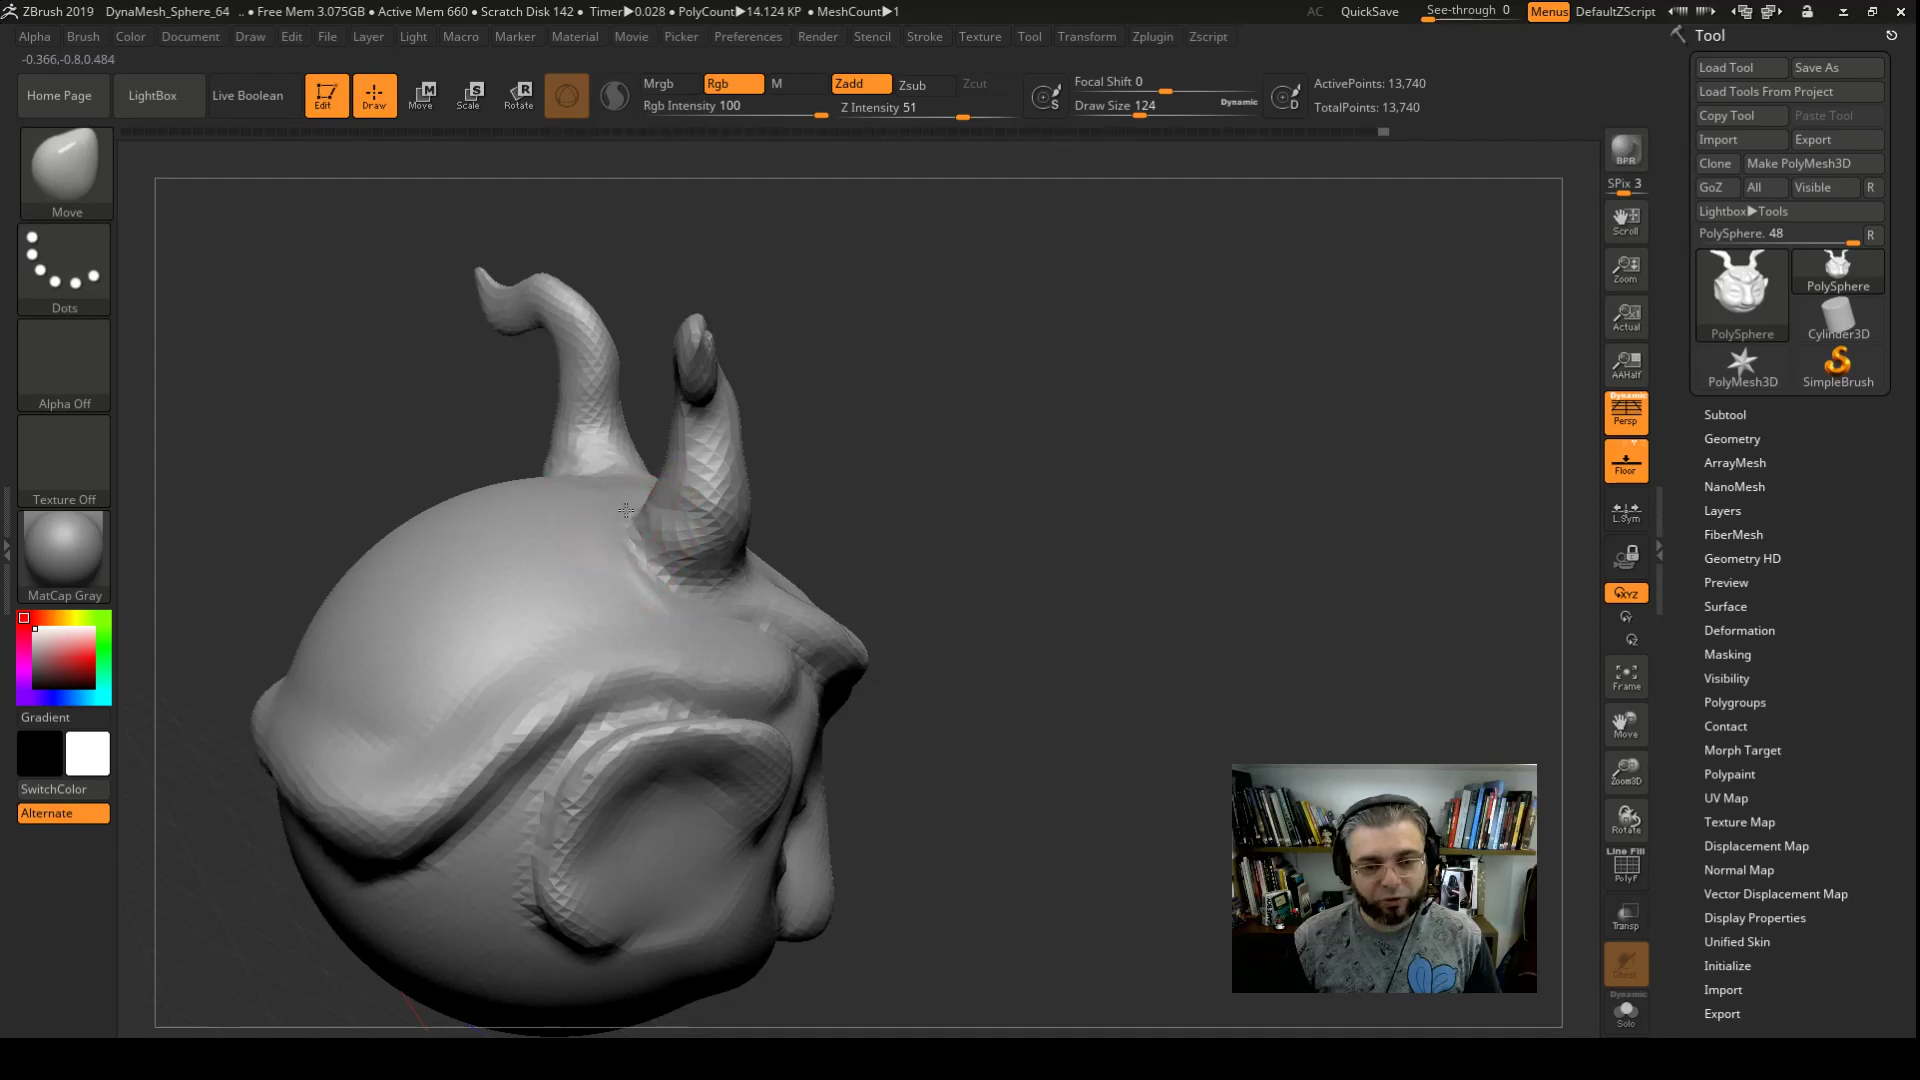 ZBrush 2019 DynaMesh_Sphere_64 .. ● Free Mem 3.075GB ● Active Mem 660 ● Scratch Disk 142 ● Timer▶0.028 ● PolyCount▶14.124 KP ● MeshCount▶1 AC QuickSave See-through 0 Menus DefaultZScript
Alpha Brush Color Document Draw Edit File Layer Light Macro Marker Material Movie Picker Preferences Render Stencil Stroke Texture Tool Transform Zplugin Zscript
-0.366,-0.8,0.484
Home Page LightBox Live Boolean Edit Draw Move Scale Rotate
Mrgb Rgb M Zadd Zsub Zcut
Rgb Intensity 100 Z Intensity 51
Focal Shift 0
Draw Size 124 Dynamic
ActivePoints: 13,740
TotalPoints: 13,740
Move
Dots
Alpha Off
Texture Off
MatCap Gray
Gradient
SwitchColor
Alternate
BPR
SPix 3
Scroll
Zoom
Actual
AAHalf
Dynamic
Persp
Floor
L.Sym
XYZ
Frame
Move
Zoom3D
Rotate
Line Fill
PolyF
Transp
Ghost
Dynamic
Solo
Tool
Load Tool Save As
Load Tools From Project
Copy Tool Paste Tool
Import Export
Clone Make PolyMesh3D
GoZ All Visible R
Lightbox▶Tools
PolySphere. 48 R
PolySphere PolySphere
Cylinder3D
PolyMesh3D SimpleBrush
Subtool
Geometry
ArrayMesh
NanoMesh
Layers
FiberMesh
Geometry HD
Preview
Surface
Deformation
Masking
Visibility
Polygroups
Contact
Morph Target
Polypaint
UV Map
Texture Map
Displacement Map
Normal Map
Vector Displacement Map
Display Properties
Unified Skin
Initialize
Import
Export